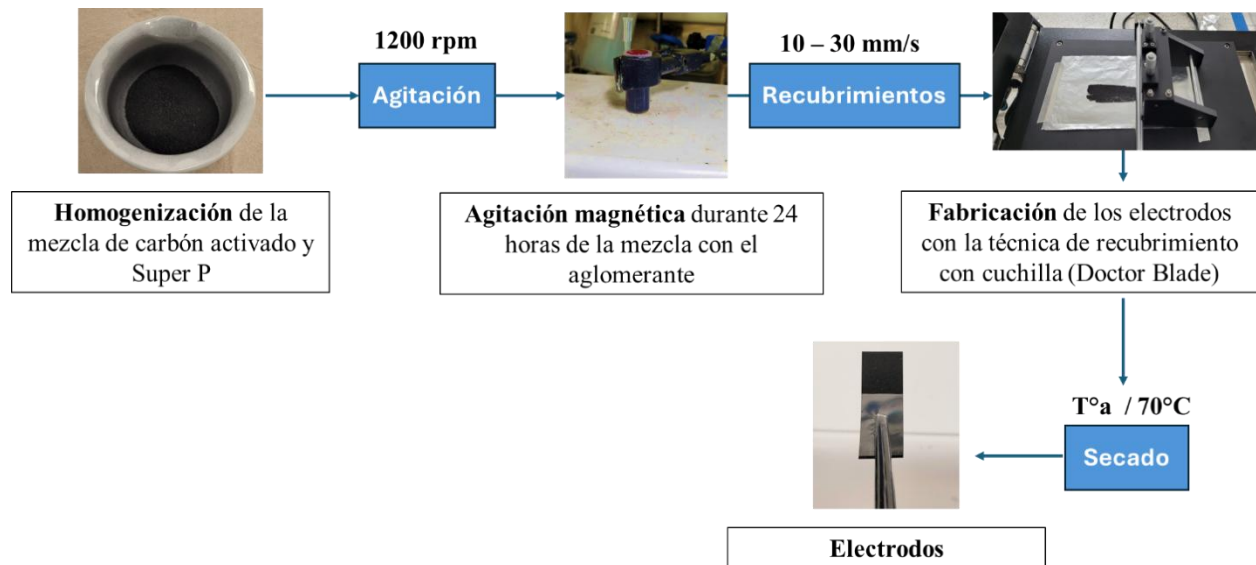 1200 rpm
Agitación
10 – 30 mm/s
Recubrimientos
Homogenización de la
mezcla de carbón activado y
Super P
Agitación magnética durante 24
horas de la mezcla con el
aglomerante
Fabricación de los electrodos
con la técnica de recubrimiento
con cuchilla (Doctor Blade)
T°a / 70°C
Secado
Electrodos